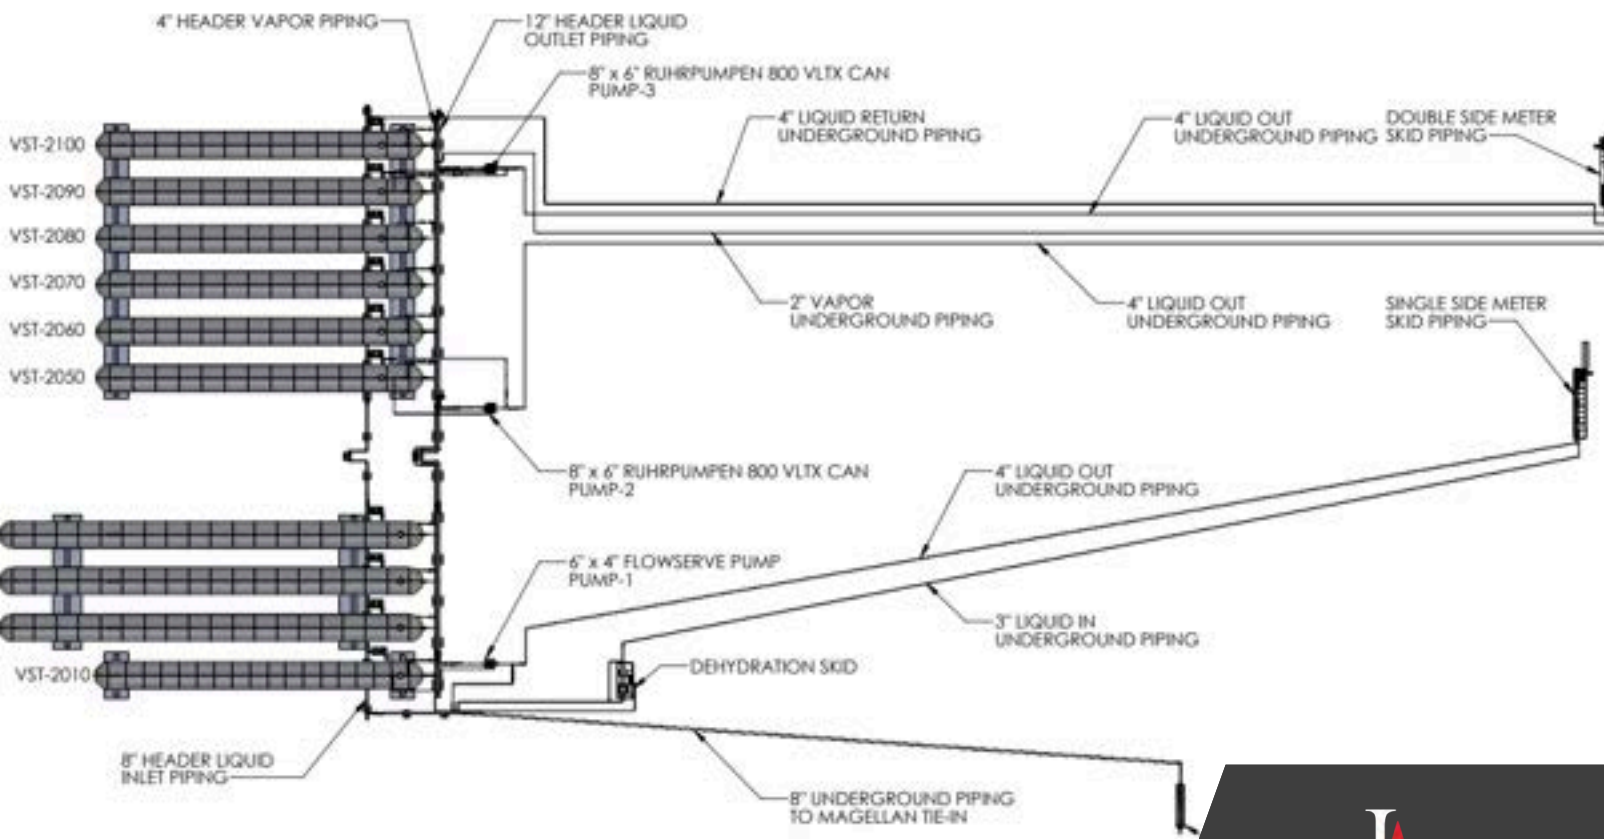 4" HEADER VAPOR PIPING
12" HEADER LIQUID
OUTLET PIPING
8" x 6" RUHRPUMPEN 800 VLTX CAN
PUMP-3
4" LIQUID RETURN
UNDERGROUND PIPING
4" LIQUID OUT
UNDERGROUND PIPING
DOUBLE SIDE METER
SKID PIPING
VST-2100
VST-2090
VST-2080
VST-2070
VST-2060
VST-2050
2" VAPOR
UNDERGROUND PIPING
4" LIQUID OUT
UNDERGROUND PIPING
SINGLE SIDE METER
SKID PIPING
8" x 6" RUHRPUMPEN 800 VLTX CAN
PUMP-2
4" LIQUID OUT
UNDERGROUND PIPING
6" x 4" FLOWSERVE PUMP
PUMP-1
3" LIQUID IN
UNDERGROUND PIPING
VST-2010
DEHYDRATION SKID
8" HEADER LIQUID
INLET PIPING
8" UNDERGROUND PIPING
TO MAGELLAN TIE-IN